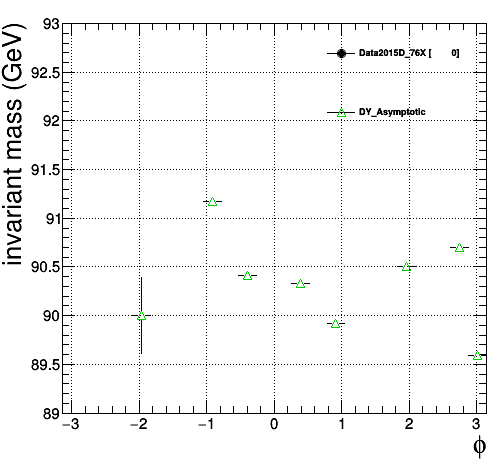 invariant mass (GeV)
93
92.5
92
91.5
91
90.5
90
89.5
89
Data2015D_76X [ 0]
DY_Asymptotic
−3 −2 −1 0 1 2 3
ϕ